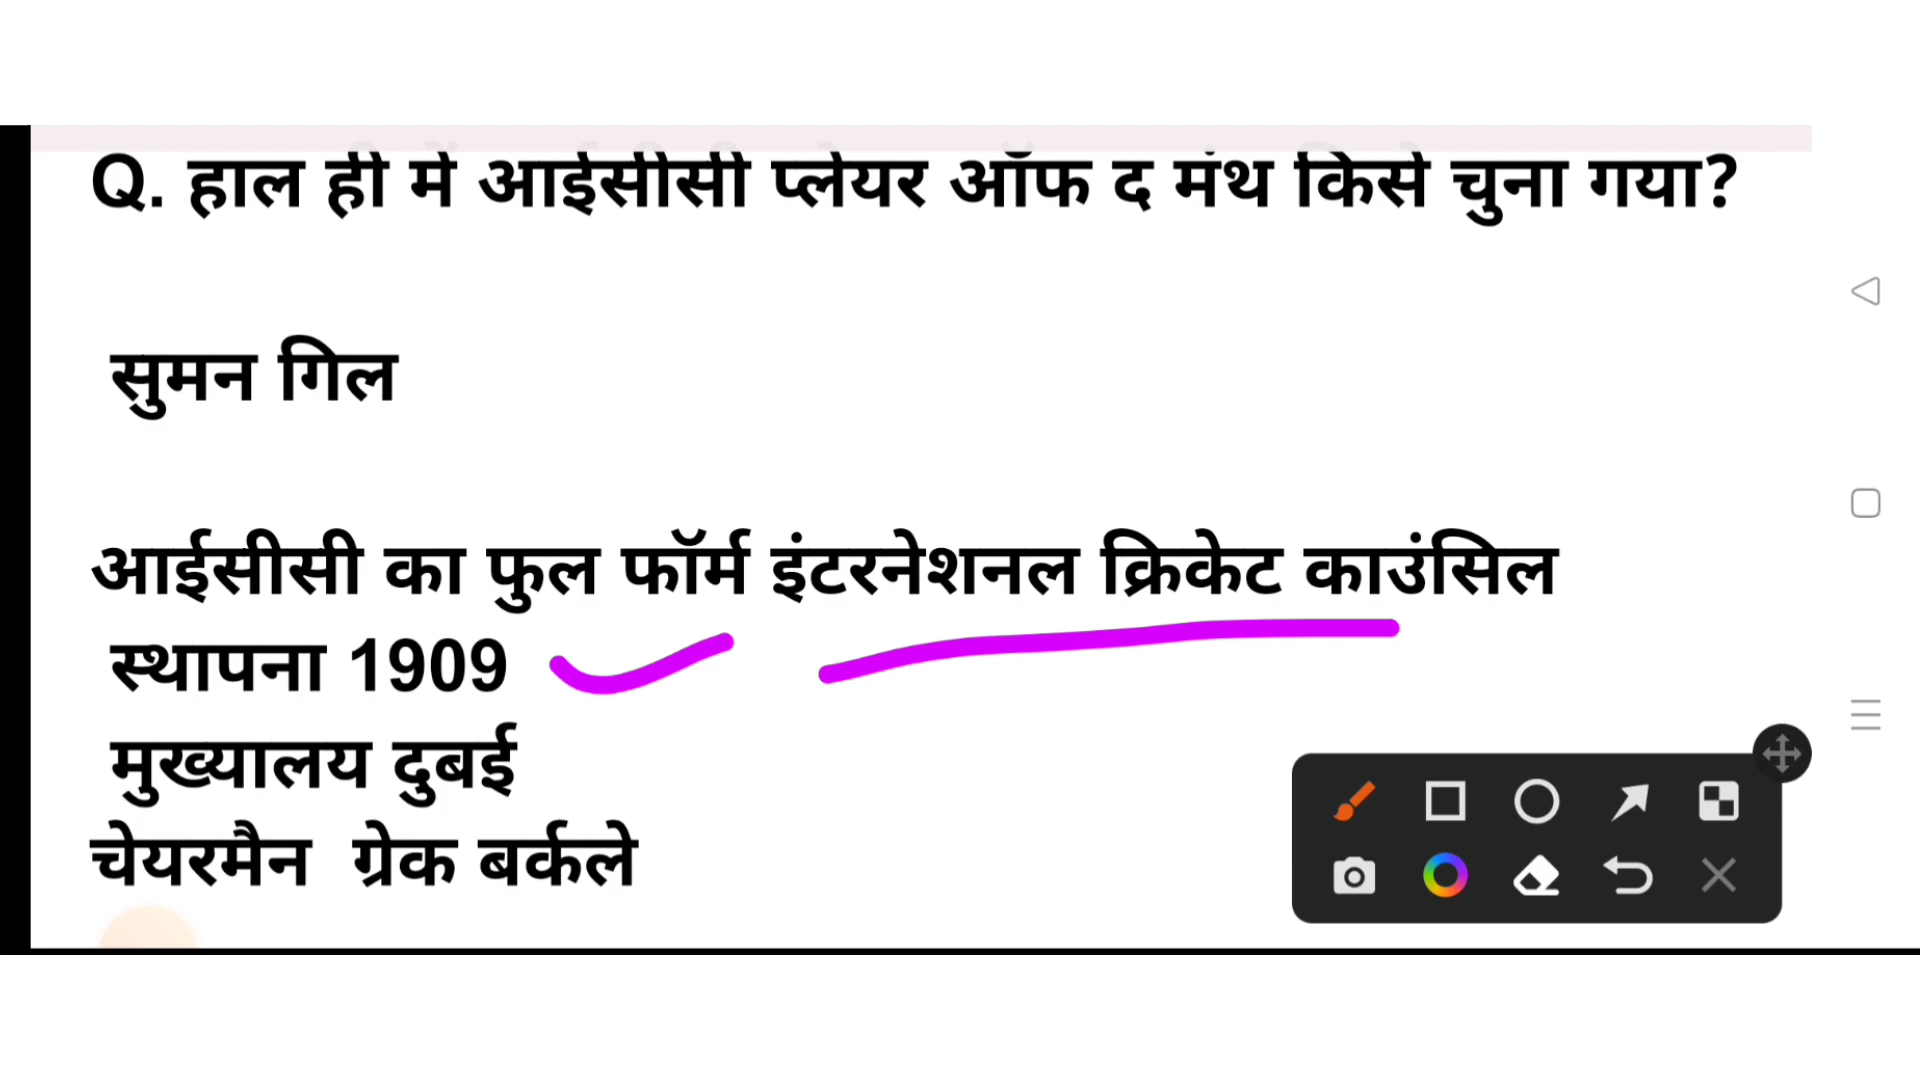 Q. हाल ही में आईसीसी प्लेयर ऑफ द मंथ किसे चुना गया?
सुमन गिल
आईसीसी का फुल फॉर्म इंटरनेशनल क्रिकेट काउंसिल
स्थापना 1909
मुख्यालय दुबई
चेयरमैन ग्रेक बर्कले